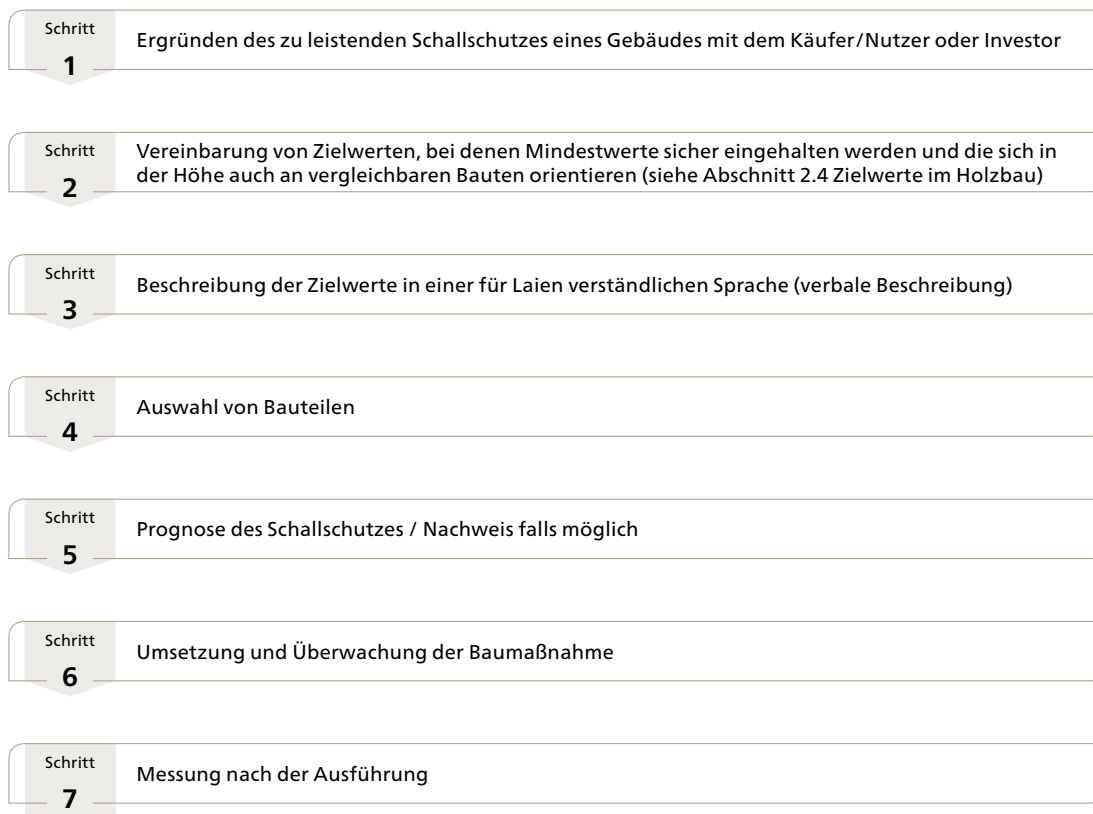 Schritt
1
Ergründen des zu leistenden Schallschutzes eines Gebäudes mit dem Käufer/Nutzer oder Investor
Schritt
2
Vereinbarung von Zielwerten, bei denen Mindestwerte sicher eingehalten werden und die sich in
der Höhe auch an vergleichbaren Bauten orientieren (siehe Abschnitt 2.4 Zielwerte im Holzbau)
Schritt
3
Beschreibung der Zielwerte in einer für Laien verständlichen Sprache (verbale Beschreibung)
Schritt
4
Auswahl von Bauteilen
Schritt
5
Prognose des Schallschutzes / Nachweis falls möglich
Schritt
6
Umsetzung und Überwachung der Baumaßnahme
Schritt
7
Messung nach der Ausführung